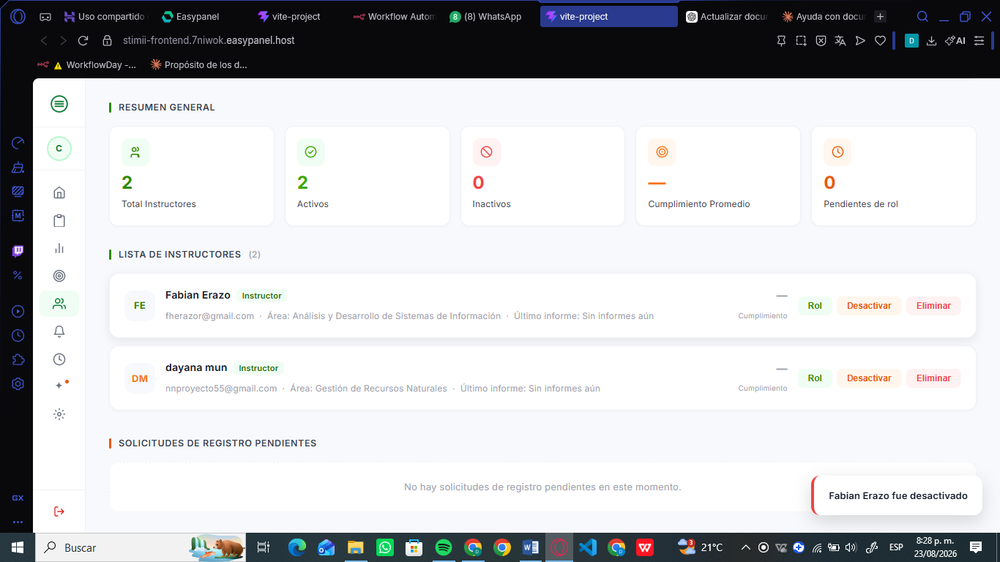 Uso compartido
Easypanel
vite-project
Workflow Autom
(8) WhatsApp
vite-project
Actualizar docu
Ayuda con docu
stimii-frontend.7niwok.easypanel.host
D
AI
WorkflowDay -...
Propósito de los d...
RESUMEN GENERAL
C
2
Total Instructores
2
Activos
0
Inactivos
—
Cumplimiento Promedio
0
Pendientes de rol
LISTA DE INSTRUCTORES (2)
FE
Fabian Erazo Instructor
fherazor@gmail.com · Área: Análisis y Desarrollo de Sistemas de Información · Último informe: Sin informes aún
—
Cumplimiento
Rol Desactivar Eliminar
DM
dayana mun Instructor
nnproyecto55@gmail.com · Área: Gestión de Recursos Naturales · Último informe: Sin informes aún
—
Cumplimiento
Rol Desactivar Eliminar
SOLICITUDES DE REGISTRO PENDIENTES
No hay solicitudes de registro pendientes en este momento.
Fabian Erazo fue desactivado
GX
Buscar
3
21°C
ESP
8:28 p. m.
23/08/2026